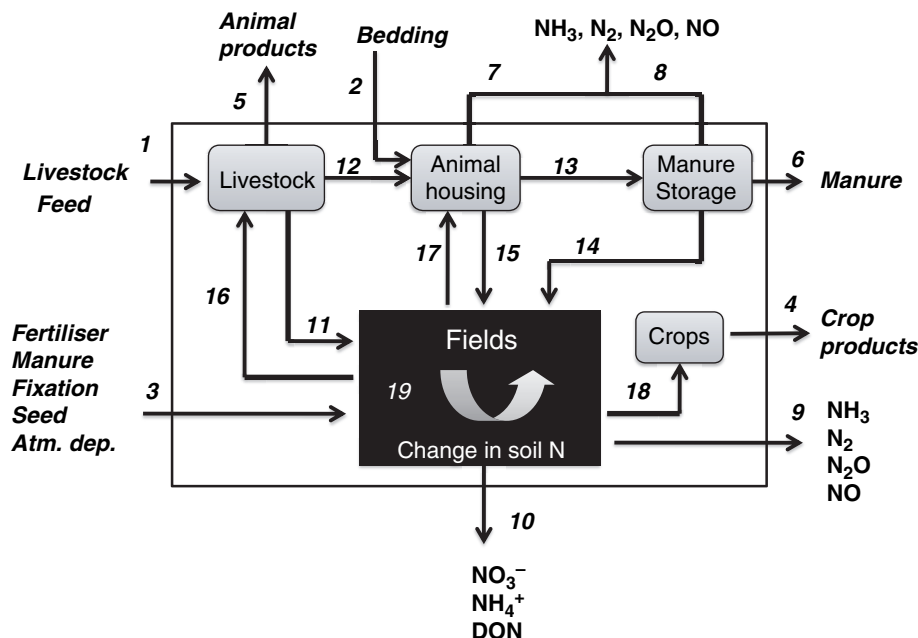 Animal
products
Bedding
NH₃, N₂, N₂O, NO
5
2
7
8
1
Livestock
Feed
Livestock
12
Animal
housing
13
Manure
Storage
6
Manure
16
11
17
15
14
Fertiliser
Manure
Fixation
Seed
Atm. dep.
3
Fields
19
Change in soil N
Crops
18
4
Crop
products
9
NH₃
N₂
N₂O
NO
10
NO₃⁻
NH₄⁺
DON